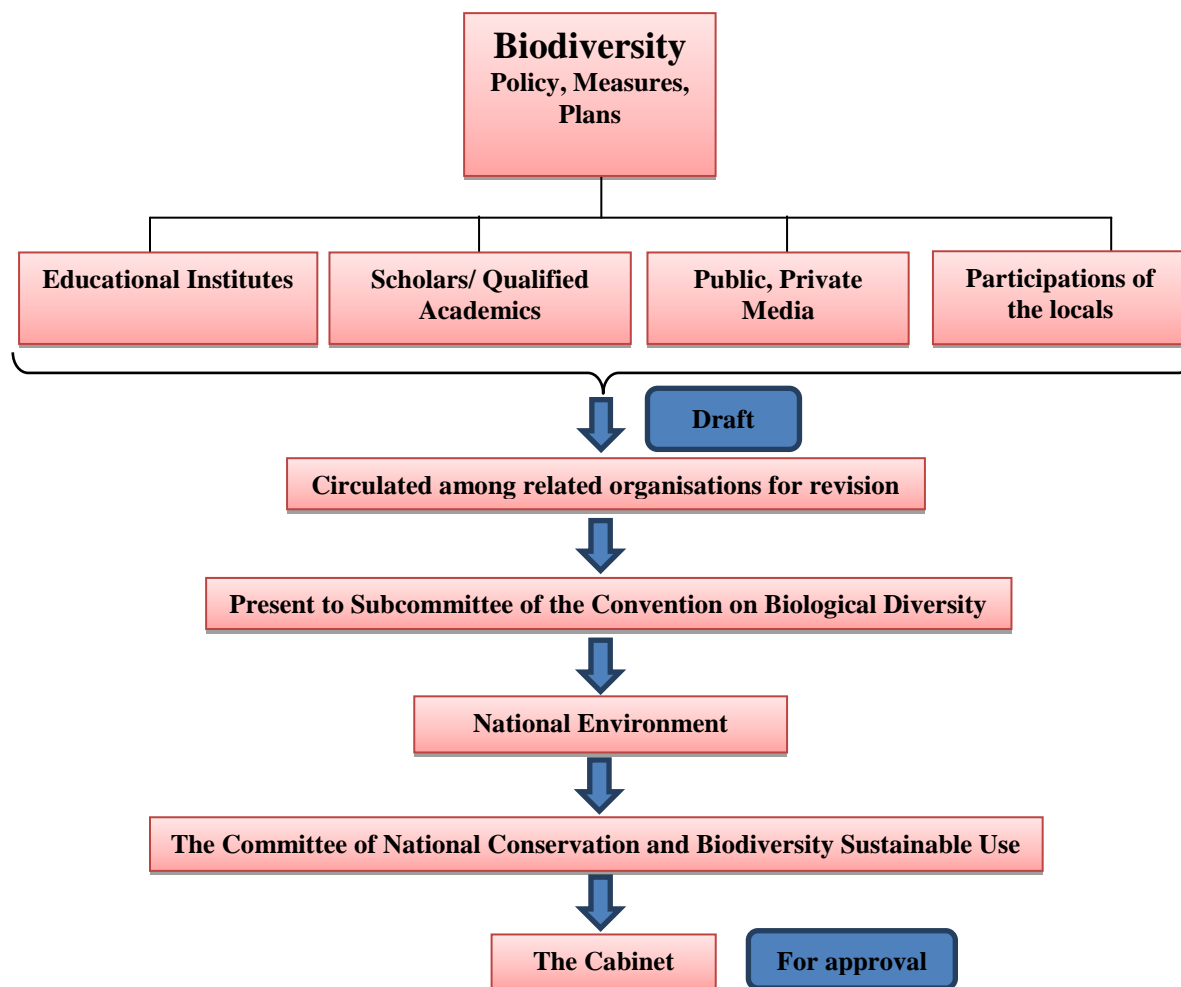 Biodiversity
Policy, Measures,
Plans
Educational Institutes
Scholars/ Qualified
Academics
Public, Private
Media
Participations of
the locals
Draft
Circulated among related organisations for revision
Present to Subcommittee of the Convention on Biological Diversity
National Environment
The Committee of National Conservation and Biodiversity Sustainable Use
The Cabinet
For approval